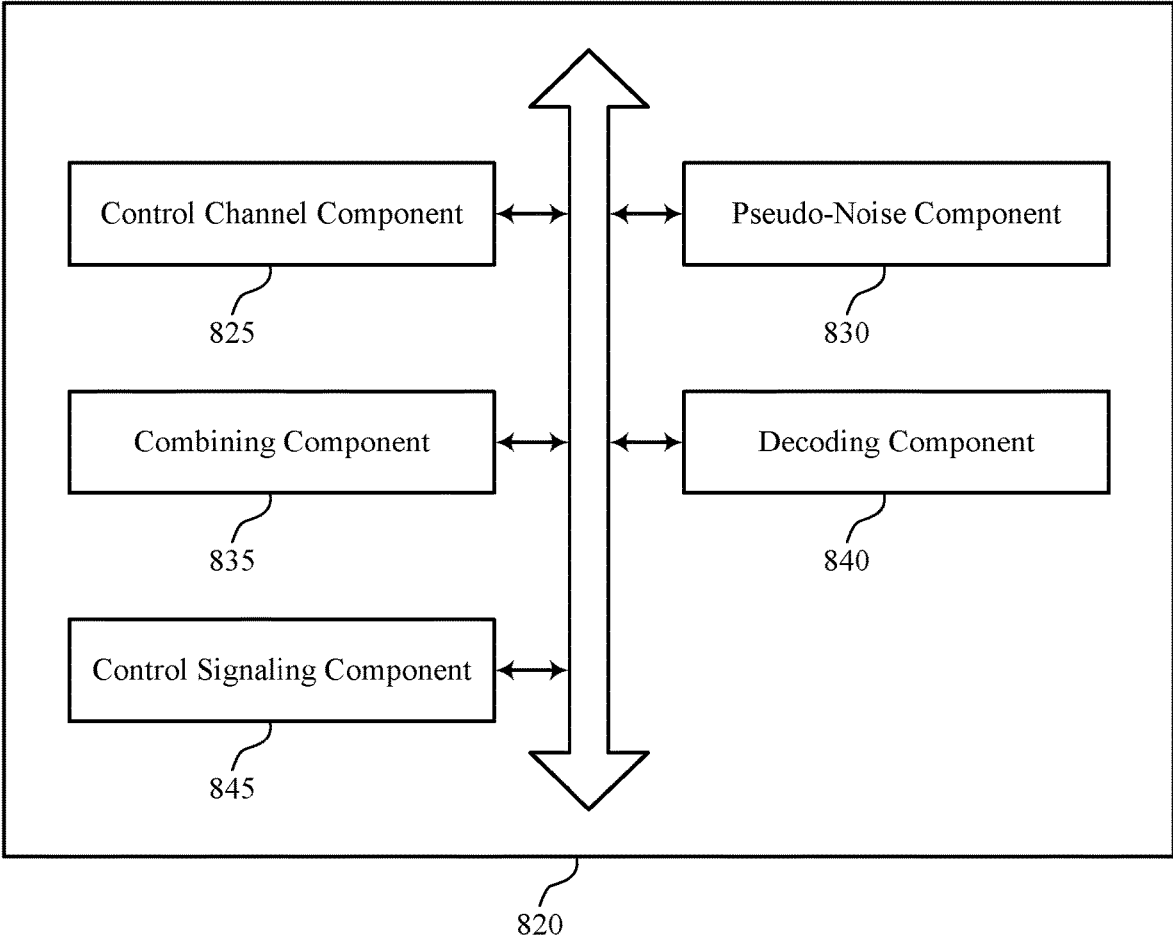 Control Channel Component
825
Pseudo-Noise Component
830
Combining Component
835
Decoding Component
840
Control Signaling Component
845
820